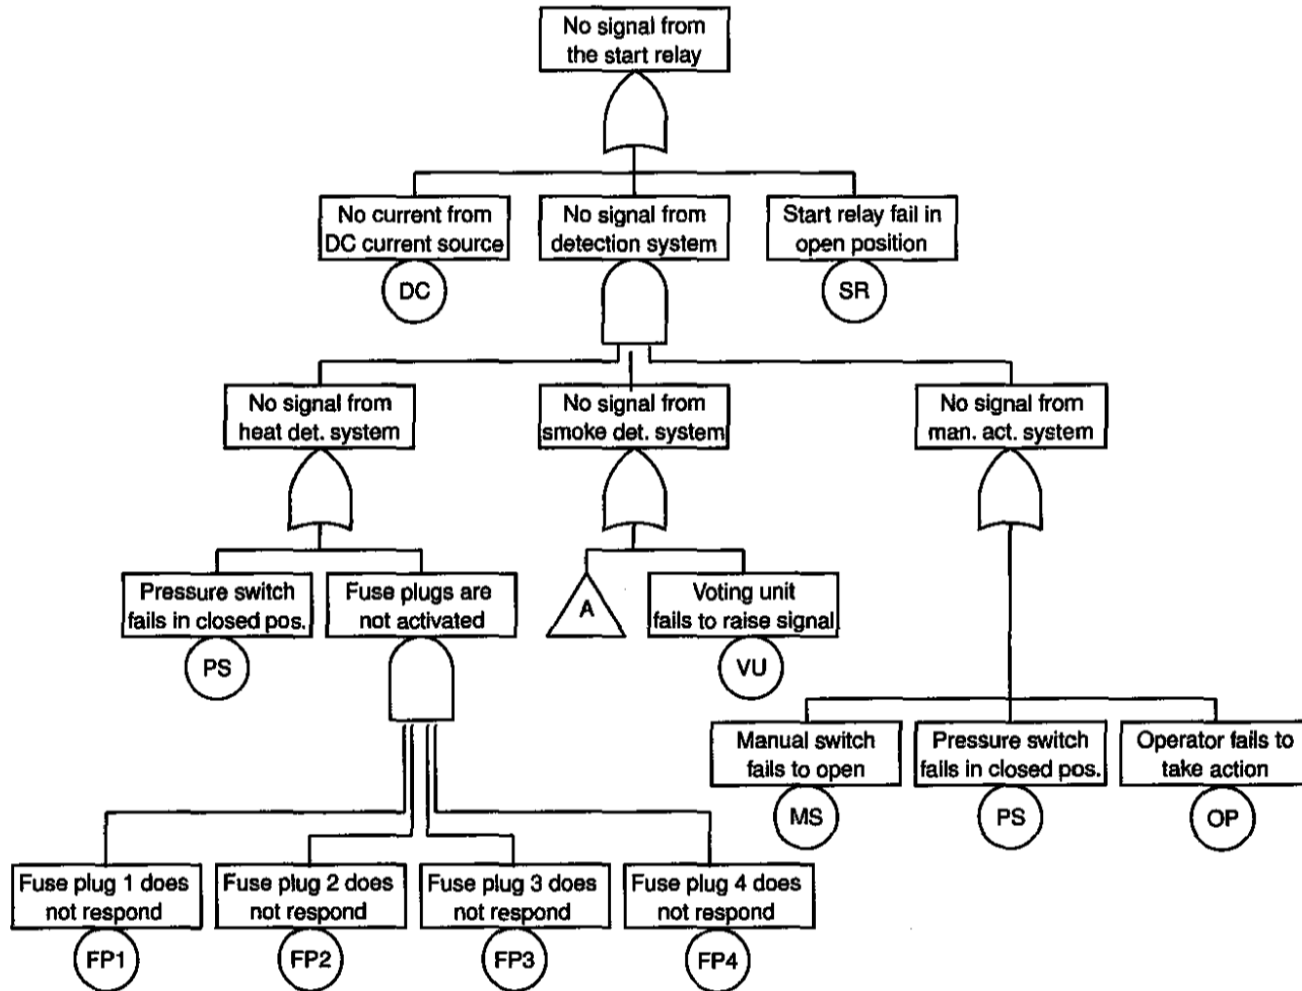 No signal from
the start relay
No current from
DC current source
No signal from
detection system
Start relay fail in
open position
DC
SR
No signal from
heat det. system
No signal from
smoke det. system
No signal from
man. act. system
Pressure switch
fails in closed pos.
Fuse plugs are
not activated
A
Voting unit
fails to raise signal
PS
VU
Manual switch
fails to open
Pressure switch
fails in closed pos.
Operator fails to
take action
MS
PS
OP
Fuse plug 1 does
not respond
Fuse plug 2 does
not respond
Fuse plug 3 does
not respond
Fuse plug 4 does
not respond
FP1
FP2
FP3
FP4